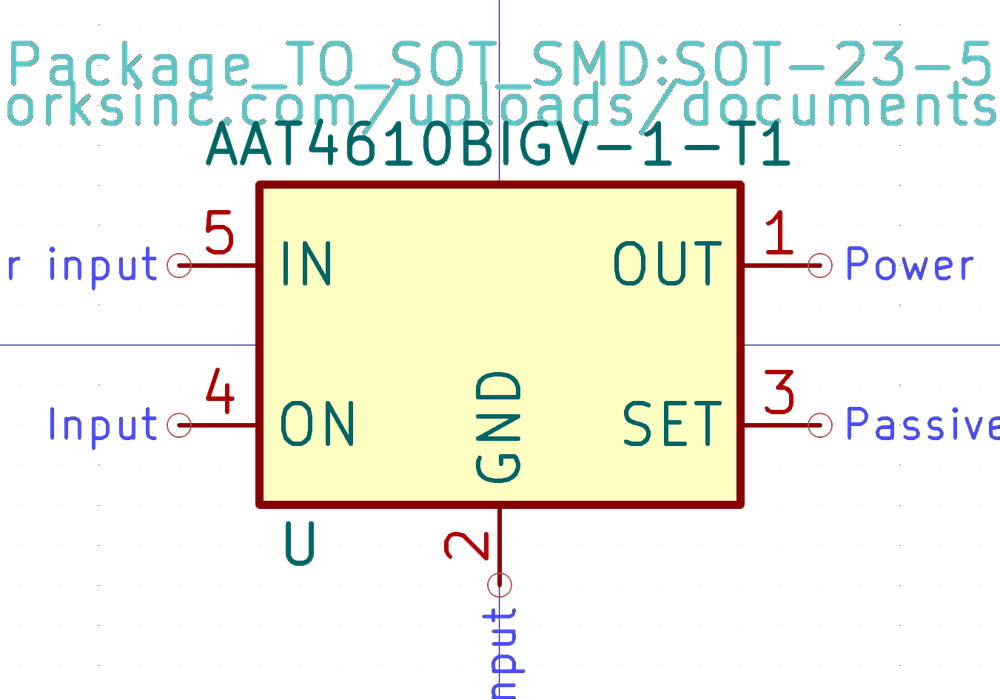 Package_TO_SOT_SMD:SOT-23-5
orksinc.com/uploads/documents
AAT4610BIGV-1-T1
5 1
r input IN OUT Power
4 3
Input ON SET Passive
GND
U
2
nput